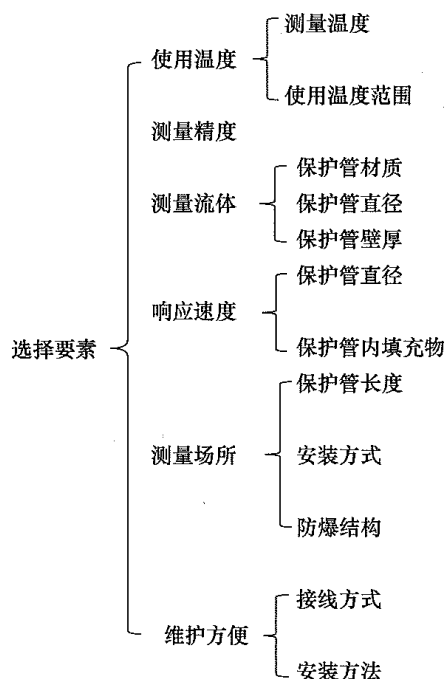 选择要素
使用温度
测量温度
使用温度范围
测量精度
测量流体
保护管材质
保护管直径
保护管壁厚
响应速度
保护管直径
保护管内填充物
测量场所
保护管长度
安装方式
防爆结构
维护方便
接线方式
安装方法